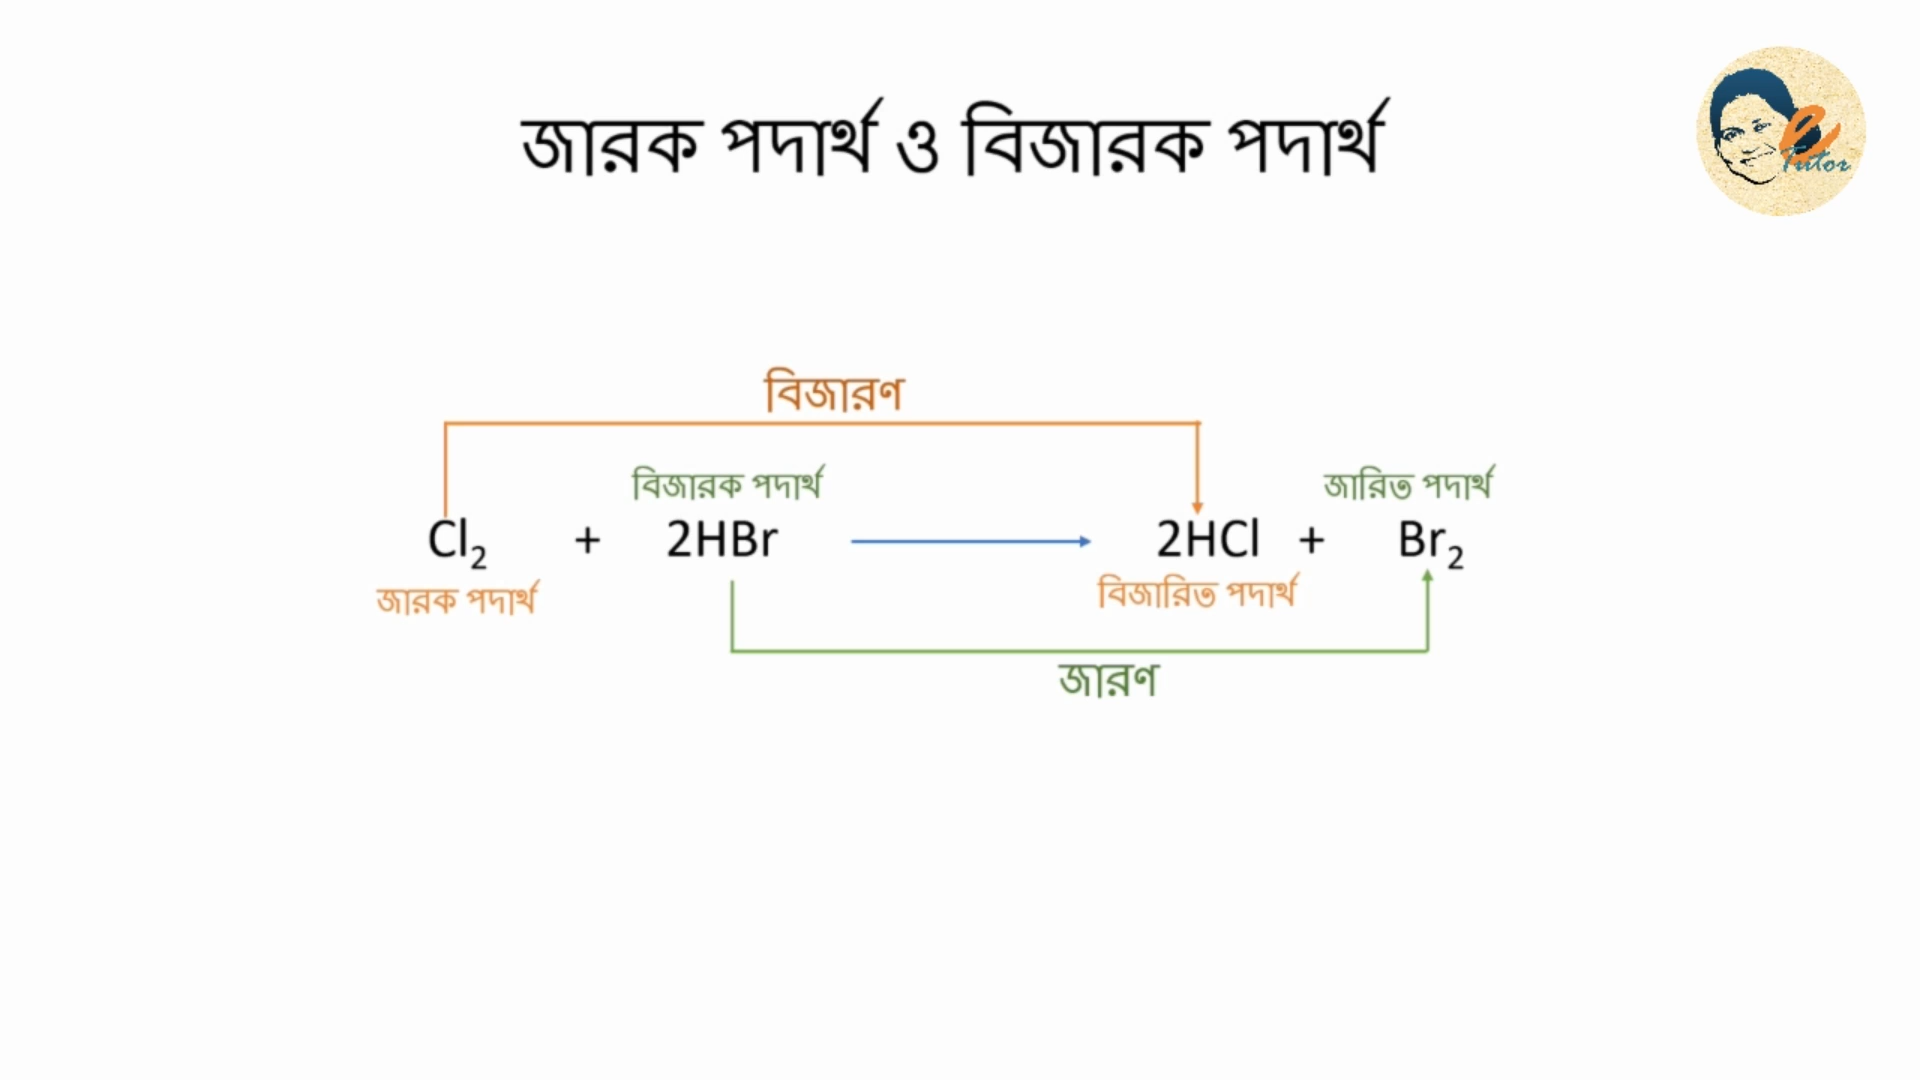 জারক পদার্থ ও বিজারক পদার্থ
e
Tutor
বিজারণ
বিজারক পদার্থ
জারিত পদার্থ
Cl₂ + 2HBr ⟶ 2HCl + Br₂
জারক পদার্থ
বিজারিত পদার্থ
জারণ